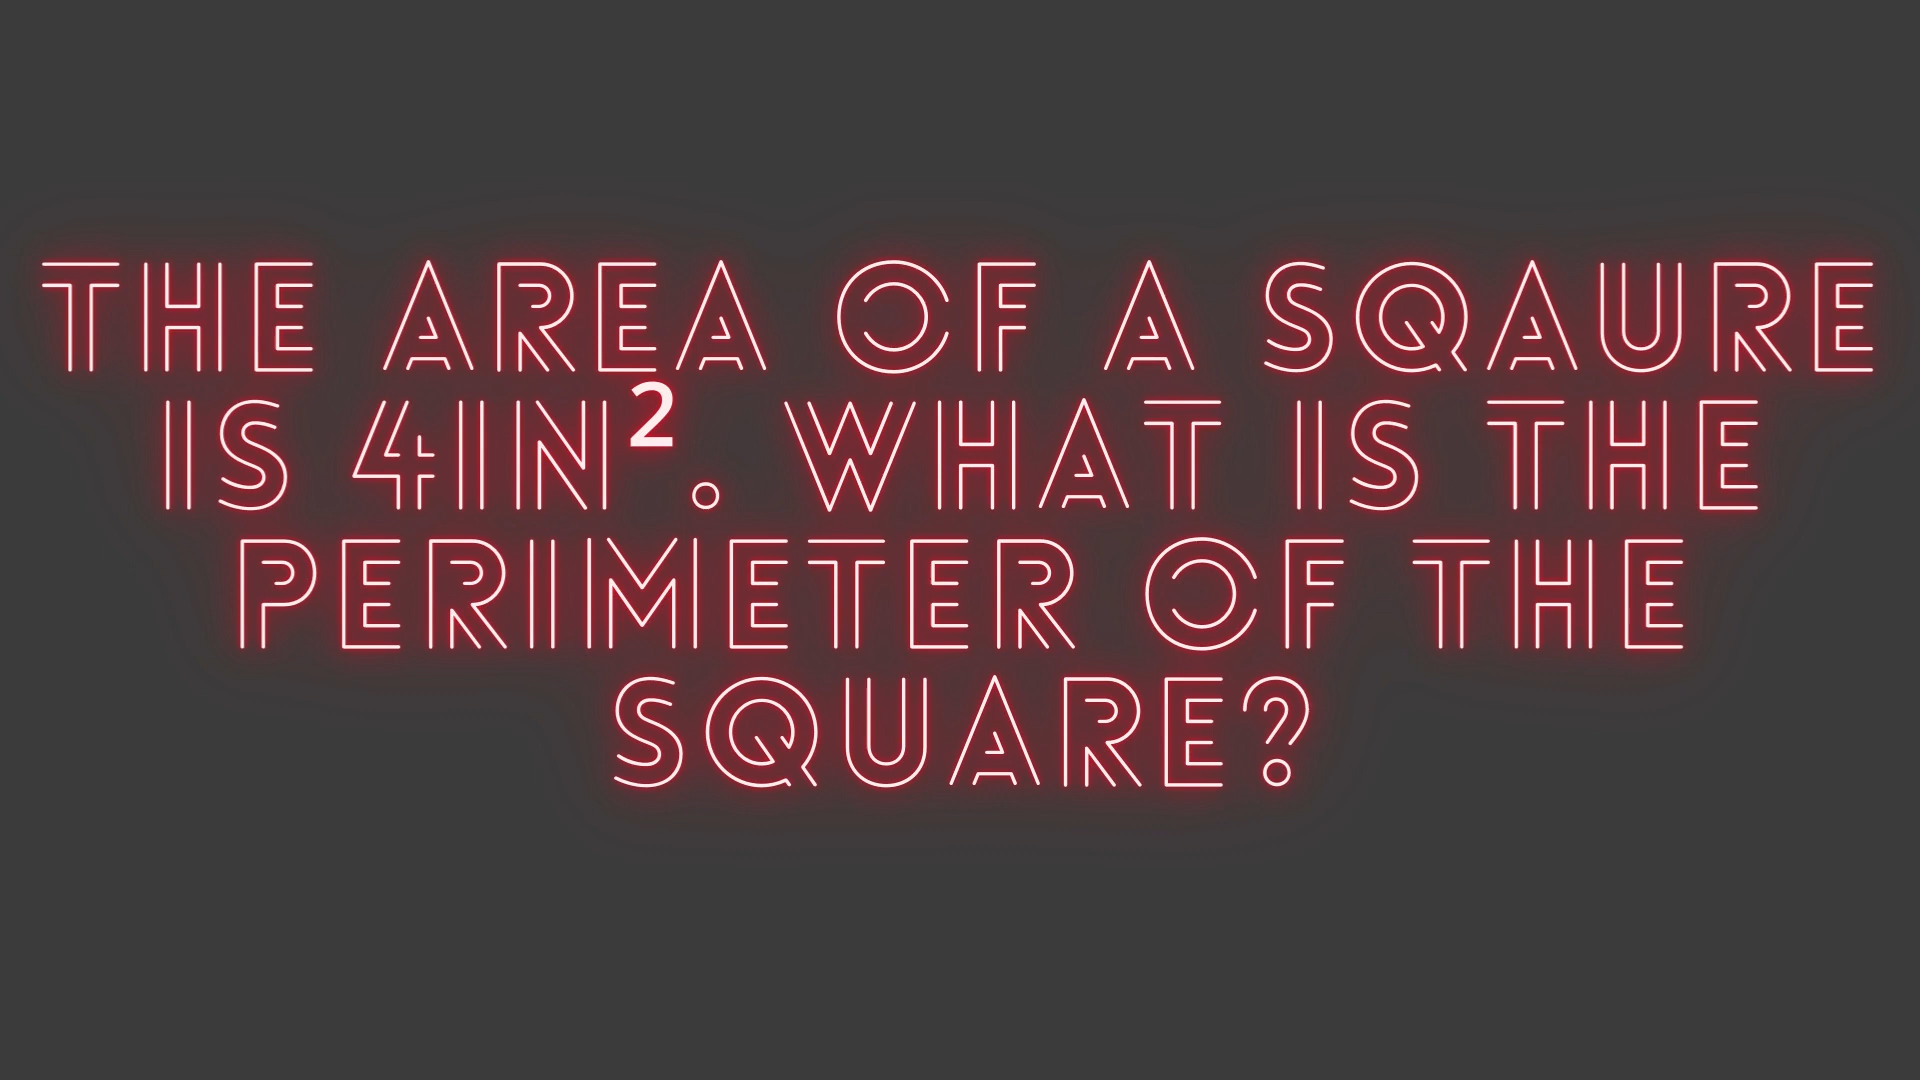 THE AREA OF A SQAURE
IS 4IN². WHAT IS THE
PERIMETER OF THE
SQUARE?